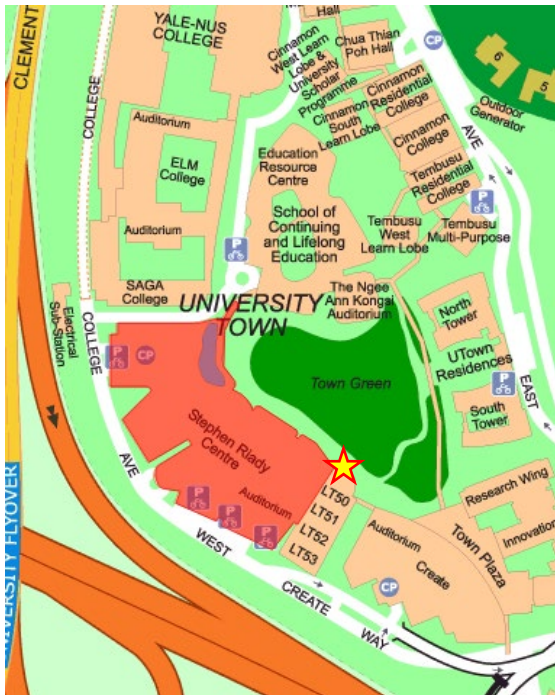 CLEMENT
YALE-NUS
COLLEGE
Hall
Chua Thian
Poh Hall
CP
Cinnamon
West Learn
Lobe &
University
Scholar
Programme
Cinnamon
Residential
College
Cinnamon
South
Learn Lobe
Cinnamon
College
Tembusu
Residential
College
6
5
Outdoor
Generator
AVE
COLLEGE
Auditorium
ELM
College
Auditorium
SAGA
College
Education
Resource
Centre
School of
Continuing
and Lifelong
Education
Tembusu
West
Learn Lobe
Tembusu
Multi-Purpose
P
P
Electrical
Sub-Station
UNIVERSITY
TOWN
The Ngee
Ann Kongsi
Auditorium
North
Tower
UTown
Residences
P
South
Tower
EAST
COLLEGE
P
CP
Town Green
Stephen Riady
Centre
Auditorium
P
P
P
AVE
WEST
LT50
LT51
LT52
LT53
Auditorium
Create
CP
Town Plaza
Research Wing
Innovation
CREATE
WAY
UNIVERSITY FLYOVER